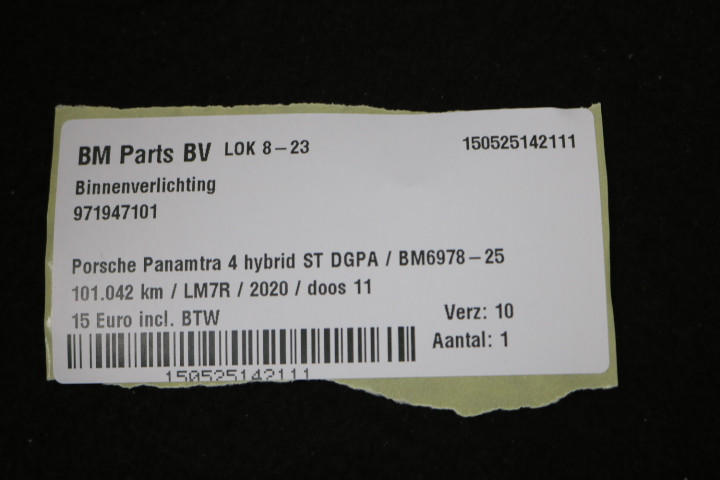 BM Parts BV LOK 8-23 150525142111
Binnenverlichting
971947101
Porsche Panamtra 4 hybrid ST DGPA / BM6978-25
101.042 km / LM7R / 2020 / doos 11
15 Euro incl. BTW Verz: 10
Aantal: 1
150525142111